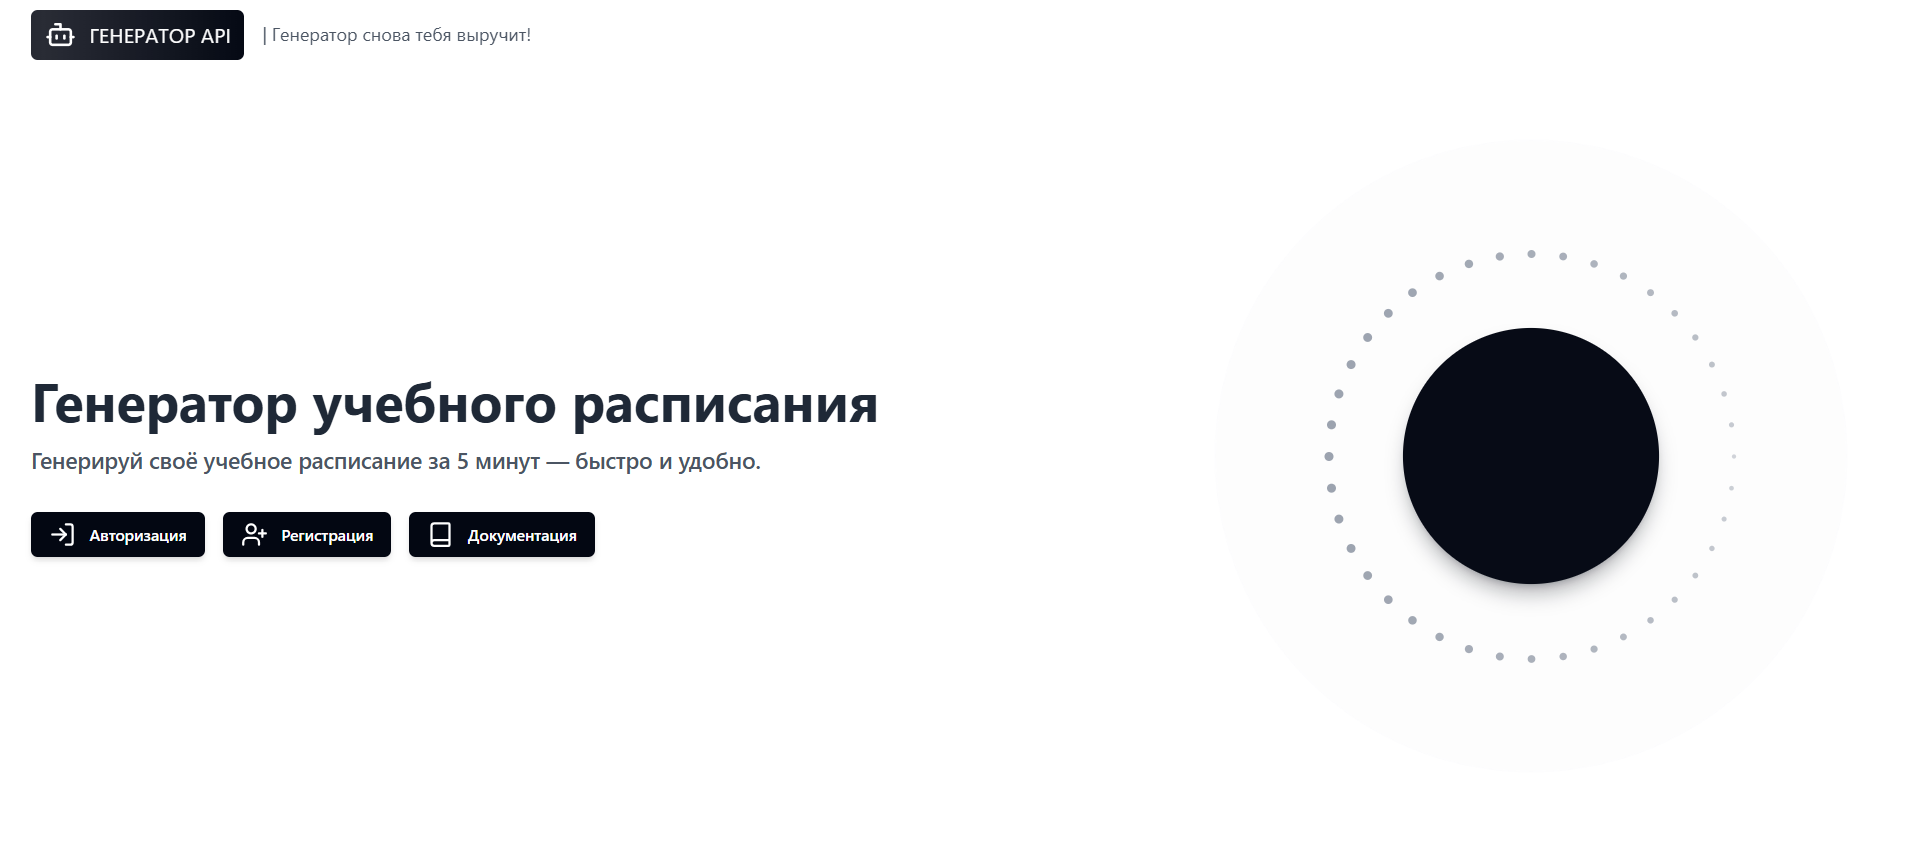 ГЕНЕРАТОР API
| Генератор снова тебя выручит!
Генератор учебного расписания
Генерируй своё учебное расписание за 5 минут — быстро и удобно.
Авторизация
Регистрация
Документация